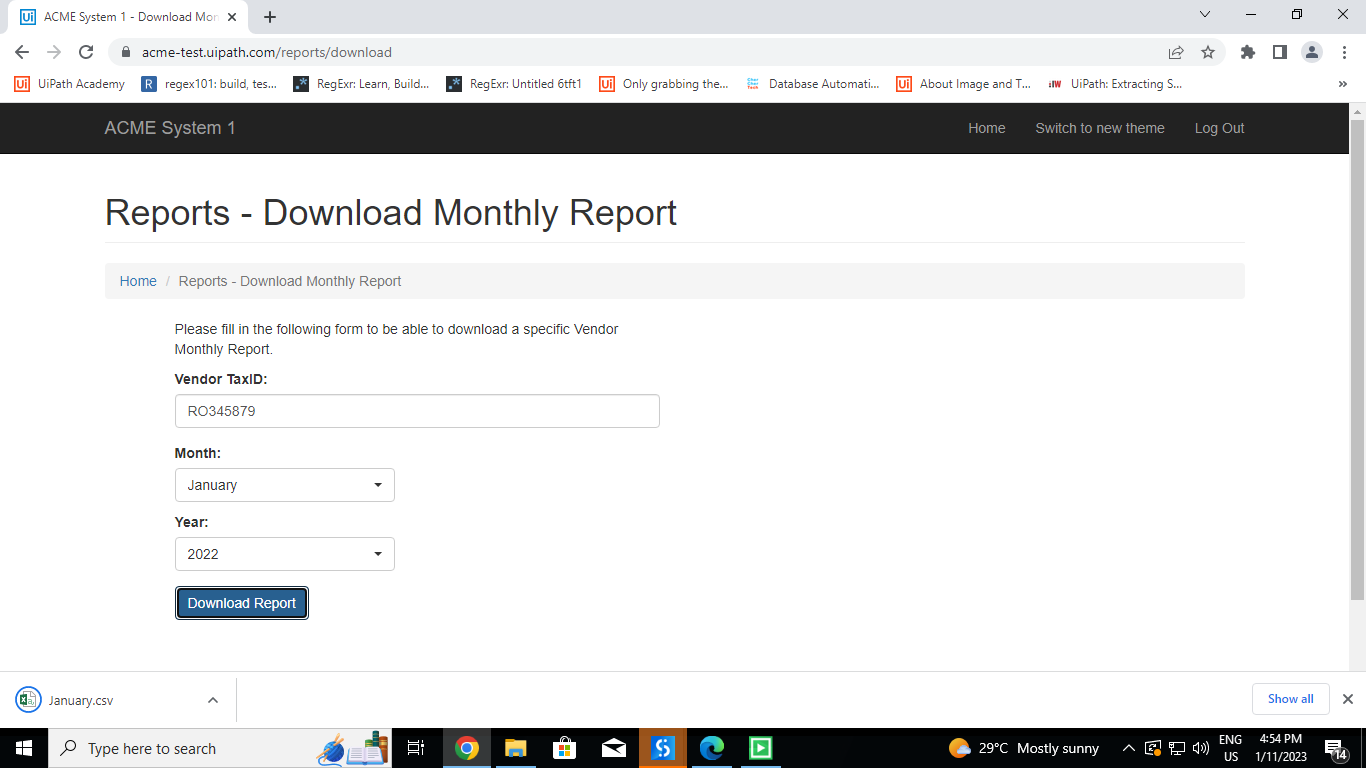 Ui ACME System 1 - Download Mon
acme-test.uipath.com/reports/download
Ui UiPath Academy R regex101: build, tes... RegExr: Learn, Build... RegExr: Untitled 6tft1 Ui Only grabbing the... Database Automati... Ui About Image and T... UiPath: Extracting S... »
ACME System 1 Home Switch to new theme Log Out
Reports - Download Monthly Report
Home / Reports - Download Monthly Report
Please fill in the following form to be able to download a specific Vendor
Monthly Report.
Vendor TaxID:
RO345879
Month:
January
Year:
2022
Download Report
January.csv Show all
Type here to search 29°C Mostly sunny ENG
US 4:54 PM
1/11/2023 14